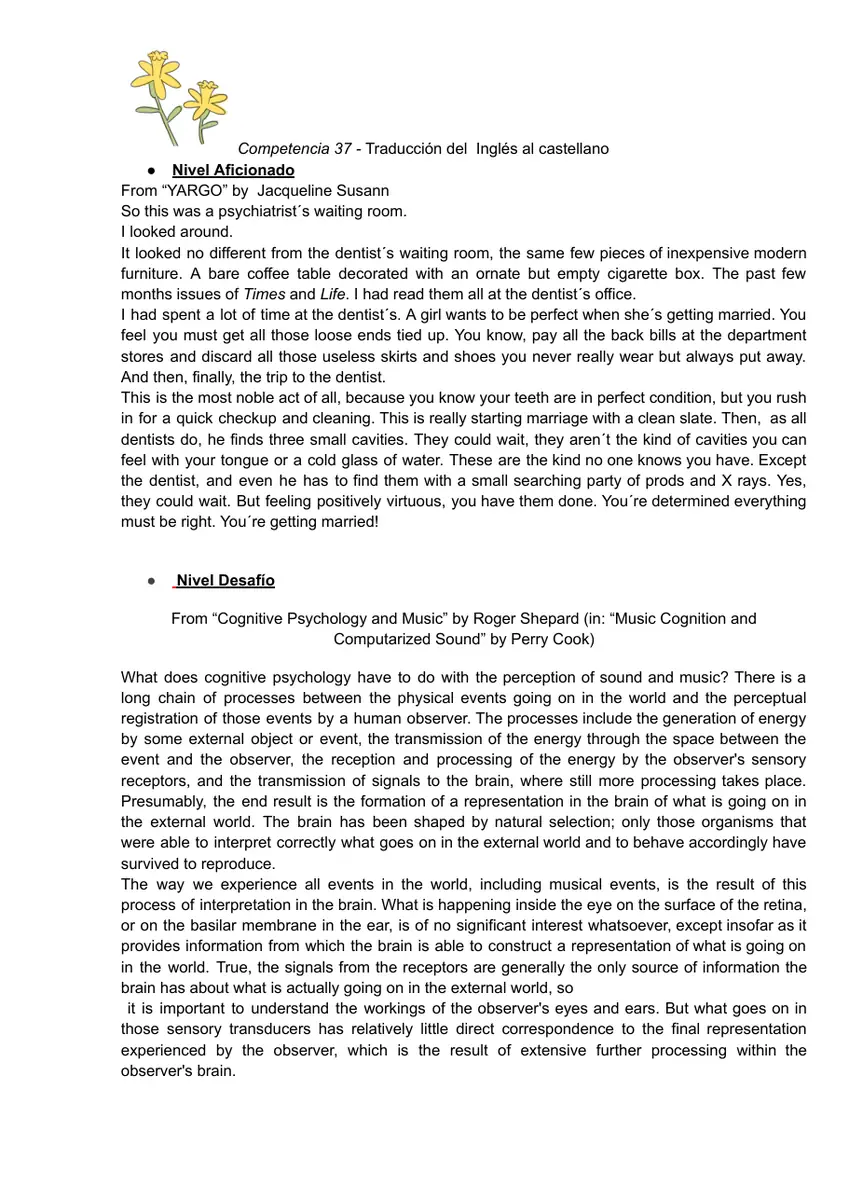 Competencia 37 - Traducción del  Inglés al castellano
● Nivel Aficionado
From “YARGO” by  Jacqueline Susann
So this was a psychiatrist´s waiting room.
I looked around.
It looked no different from the dentist´s waiting room, the same few pieces of inexpensive modern
furniture. A bare coffee table decorated with an ornate but empty cigarette box. The past few
months issues of Times and Life. I had read them all at the dentist´s office.
I had spent a lot of time at the dentist´s. A girl wants to be perfect when she´s getting married. You
feel you must get all those loose ends tied up. You know, pay all the back bills at the department
stores and discard all those useless skirts and shoes you never really wear but always put away.
And then, finally, the trip to the dentist.
This is the most noble act of all, because you know your teeth are in perfect condition, but you rush
in for a quick checkup and cleaning. This is really starting marriage with a clean slate. Then,  as all
dentists do, he finds three small cavities. They could wait, they aren´t the kind of cavities you can
feel with your tongue or a cold glass of water. These are the kind no one knows you have. Except
the dentist, and even he has to find them with a small searching party of prods and X rays. Yes,
they could wait. But feeling positively virtuous, you have them done. You´re determined everything
must be right. You´re getting married!
● Nivel Desafío
From “Cognitive Psychology and Music” by Roger Shepard (in: “Music Cognition and
Computarized Sound” by Perry Cook)
What does cognitive psychology have to do with the perception of sound and music? There is a
long chain of processes between the physical events going on in the world and the perceptual
registration of those events by a human observer. The processes include the generation of energy
by some external object or event, the transmission of the energy through the space between the
event and the observer, the reception and processing of the energy by the observer's sensory
receptors, and the transmission of signals to the brain, where still more processing takes place.
Presumably, the end result is the formation of a representation in the brain of what is going on in
the external world. The brain has been shaped by natural selection; only those organisms that
were able to interpret correctly what goes on in the external world and to behave accordingly have
survived to reproduce.
The way we experience all events in the world, including musical events, is the result of this
process of interpretation in the brain. What is happening inside the eye on the surface of the retina,
or on the basilar membrane in the ear, is of no significant interest whatsoever, except insofar as it
provides information from which the brain is able to construct a representation of what is going on
in the world. True, the signals from the receptors are generally the only source of information the
brain has about what is actually going on in the external world, so
it is important to understand the workings of the observer's eyes and ears. But what goes on in
those sensory transducers has relatively little direct correspondence to the final representation
experienced by the observer, which is the result of extensive further processing within the
observer's brain.